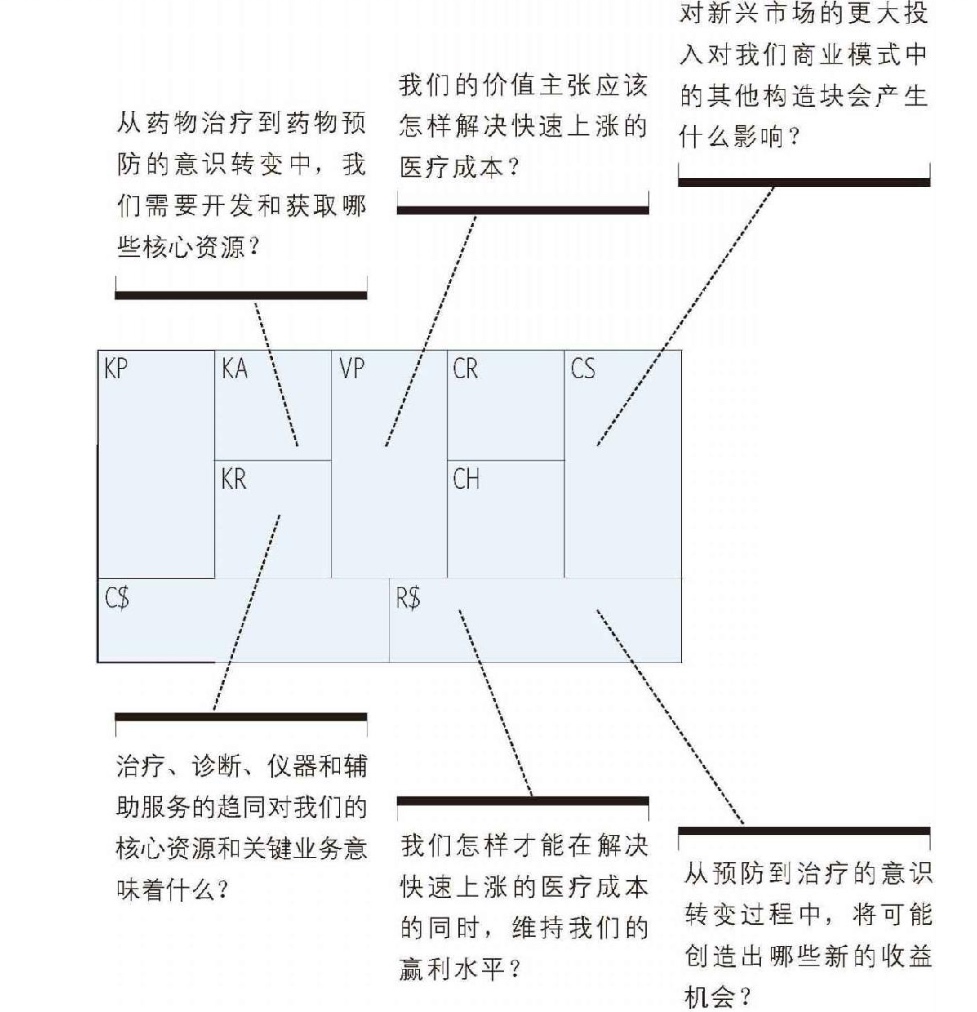 对新兴市场的更大投
入对我们商业模式中
的其他构造块会产生
什么影响？
我们的价值主张应该
怎样解决快速上涨的
医疗成本？
从药物治疗到药物预
防的意识转变中，我
们需要开发和获取哪
些核心资源？
KP
KA
VP
CR
CS
KR
CH
C$
R$
治疗、诊断、仪器和辅
助服务的趋同对我们的
核心资源和关键业务意
味着什么？
我们怎样才能在解决
快速上涨的医疗成本
的同时，维持我们的
赢利水平？
从预防到治疗的意识
转变过程中，将可能
创造出哪些新的收益
机会？